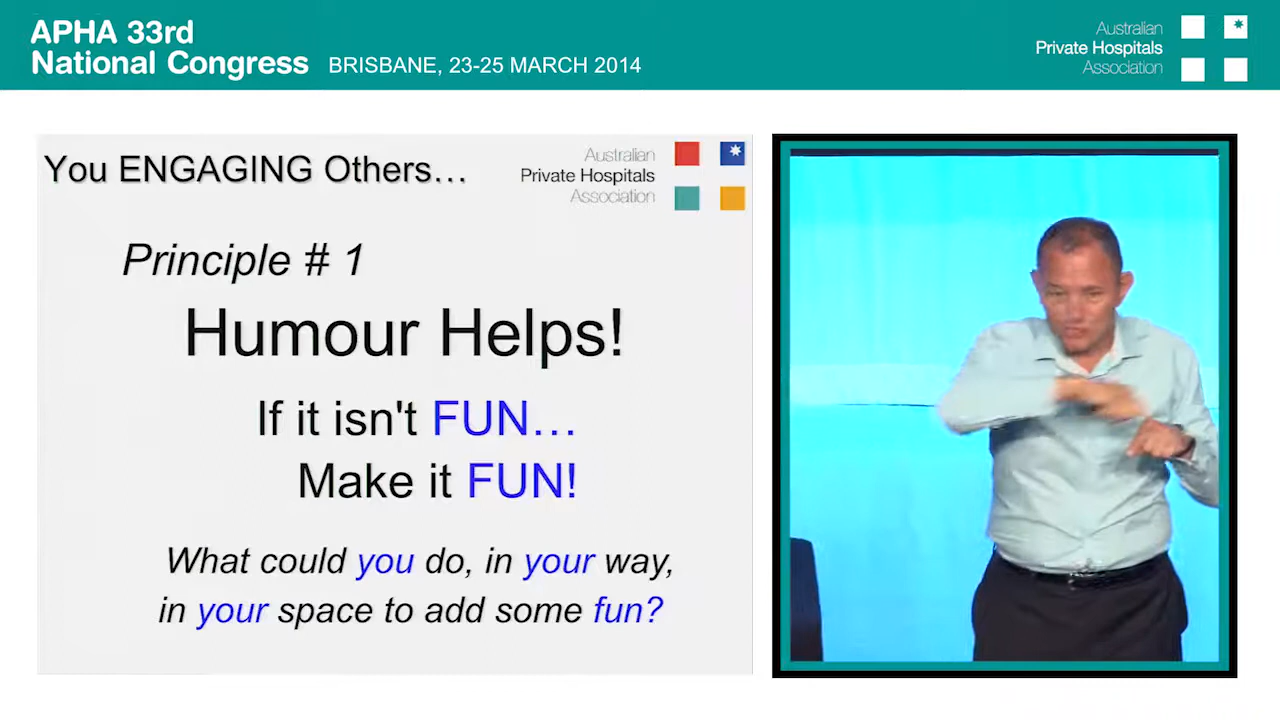 APHA 33rd
National Congress BRISBANE, 23-25 MARCH 2014
Australian
Private Hospitals
Association
You ENGAGING Others…
Australian
Private Hospitals
Association
Principle # 1
Humour Helps!
If it isn't FUN…
Make it FUN!
What could you do, in your way,
in your space to add some fun?